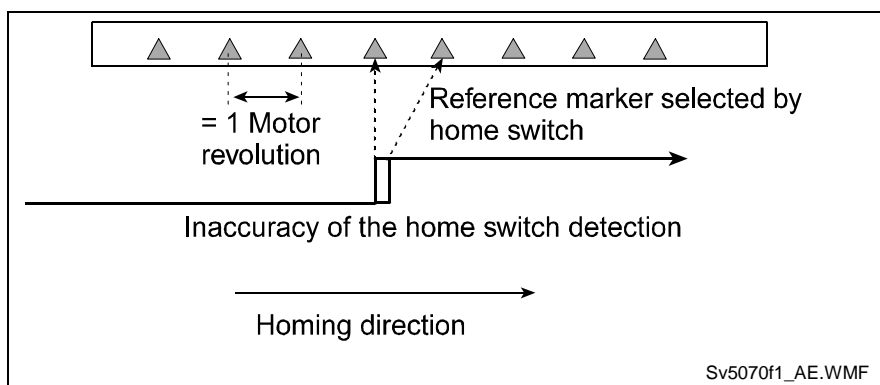 Reference marker selected by
home switch
= 1 Motor
revolution
Inaccuracy of the home switch detection
Homing direction
Sv5070f1_AE.WMF